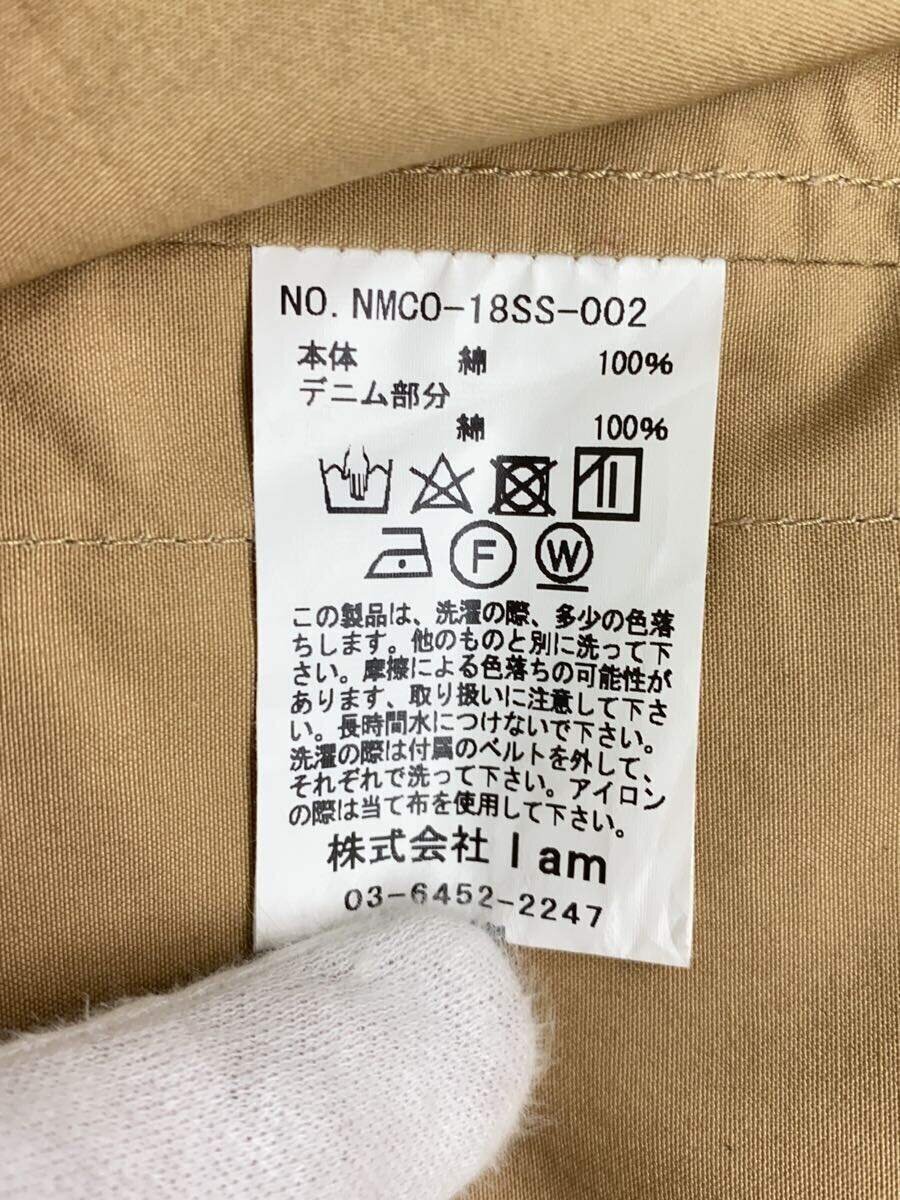 NO. NMCO-18SS-002
本体 綿 100%
デニム部分
綿 100%
F W
この製品は、洗濯の際、多少の色落
ちします。他のものと別に洗って下
さい。摩擦による色落ちの可能性が
あります、取り扱いに注意して下さ
い。長時間水につけないで下さい。
洗濯の際は付属のベルトを外して、
それぞれで洗って下さい。アイロン
の際は当て布を使用して下さい。
株式会社 I am
03-6452-2247